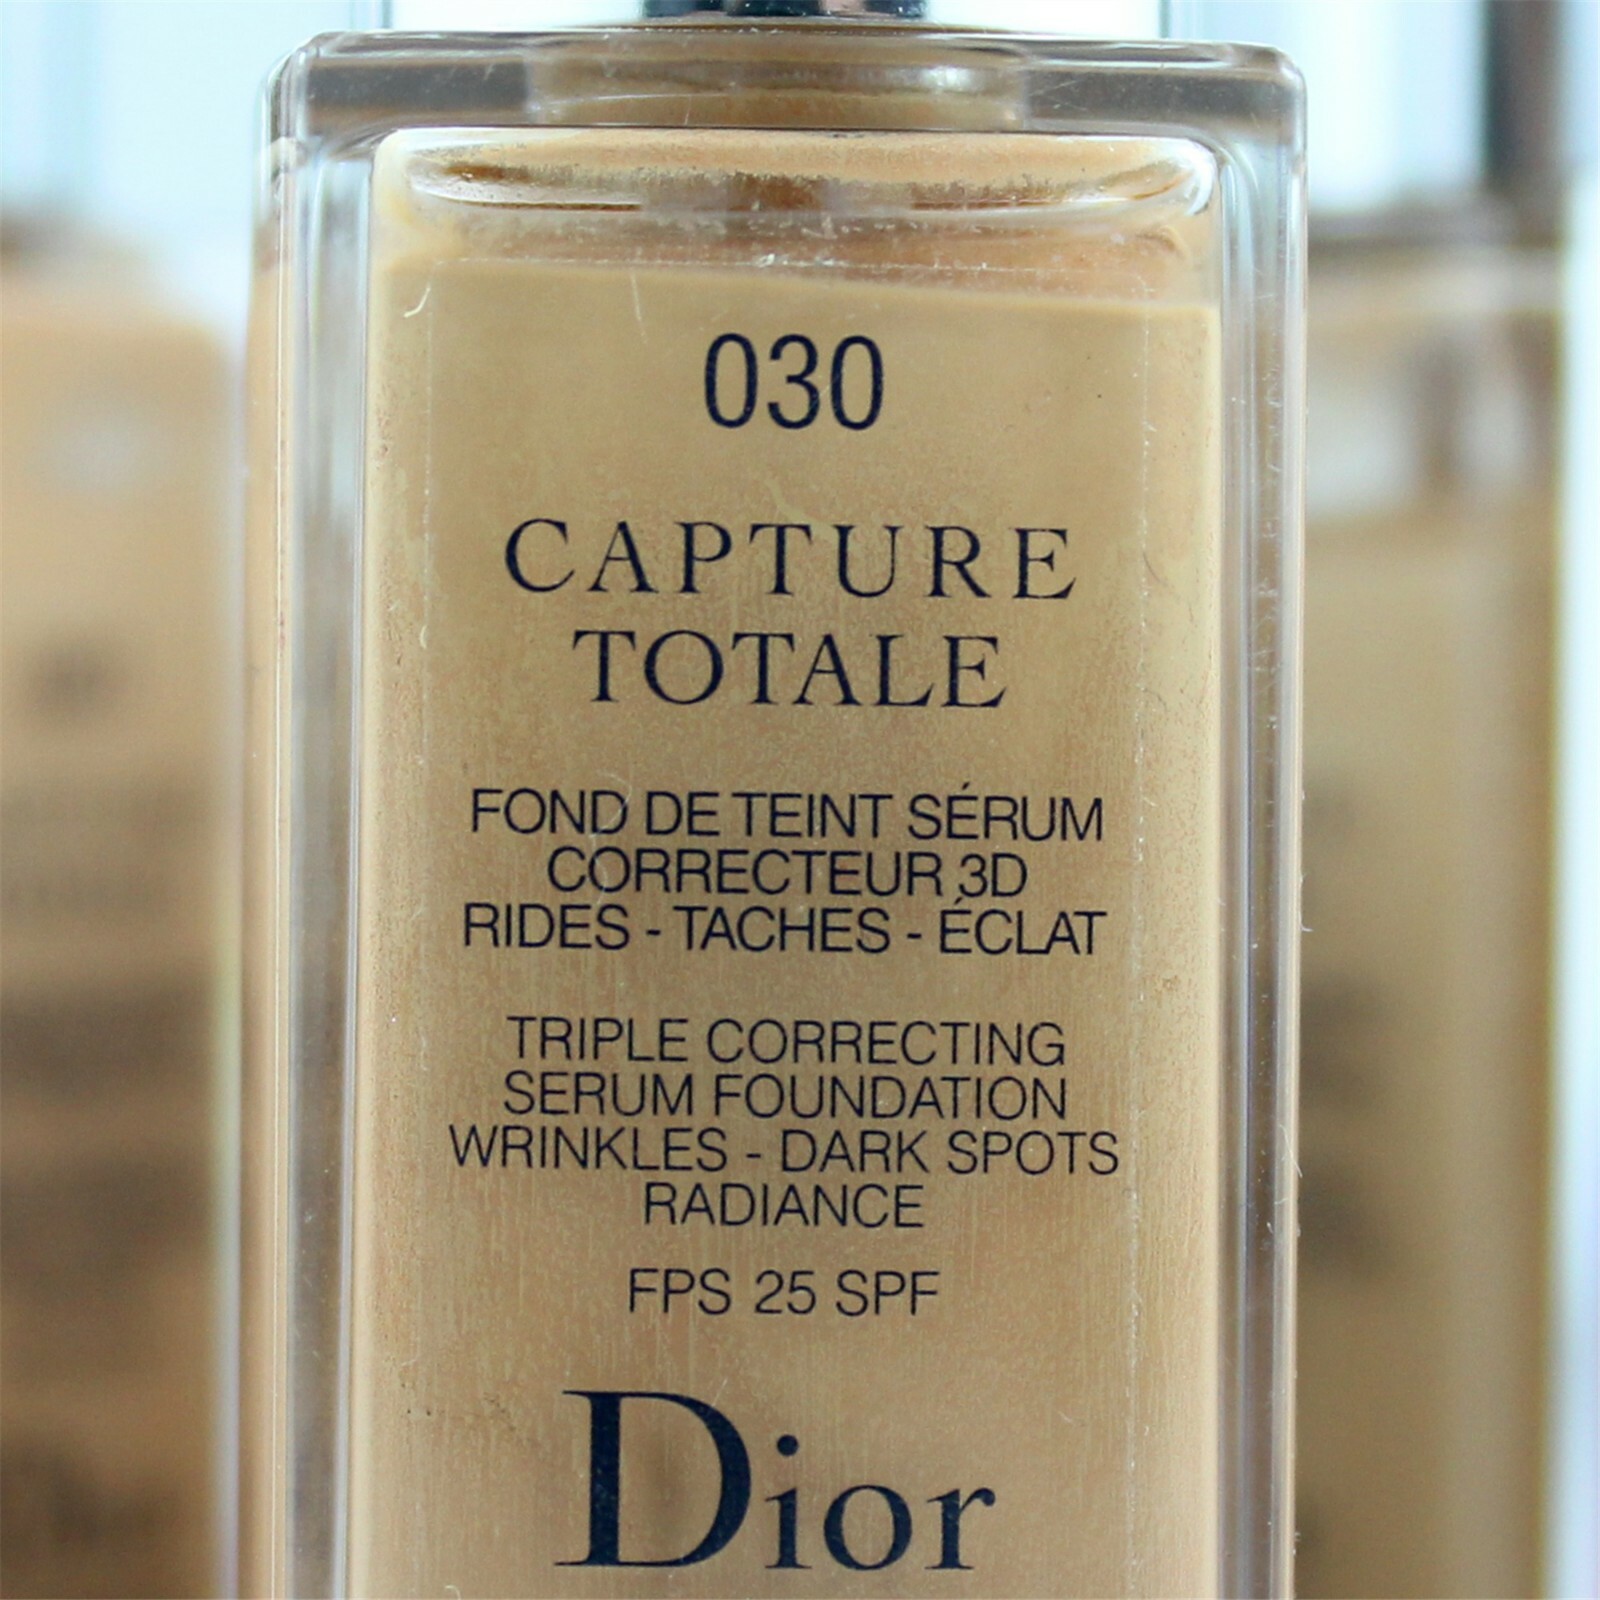 030
CAPTURE
TOTALE
FOND DE TEINT SÉRUM
CORRECTEUR 3D
RIDES - TACHES - ÉCLAT
TRIPLE CORRECTING
SERUM FOUNDATION
WRINKLES - DARK SPOTS
RADIANCE
FPS 25 SPF
Dior